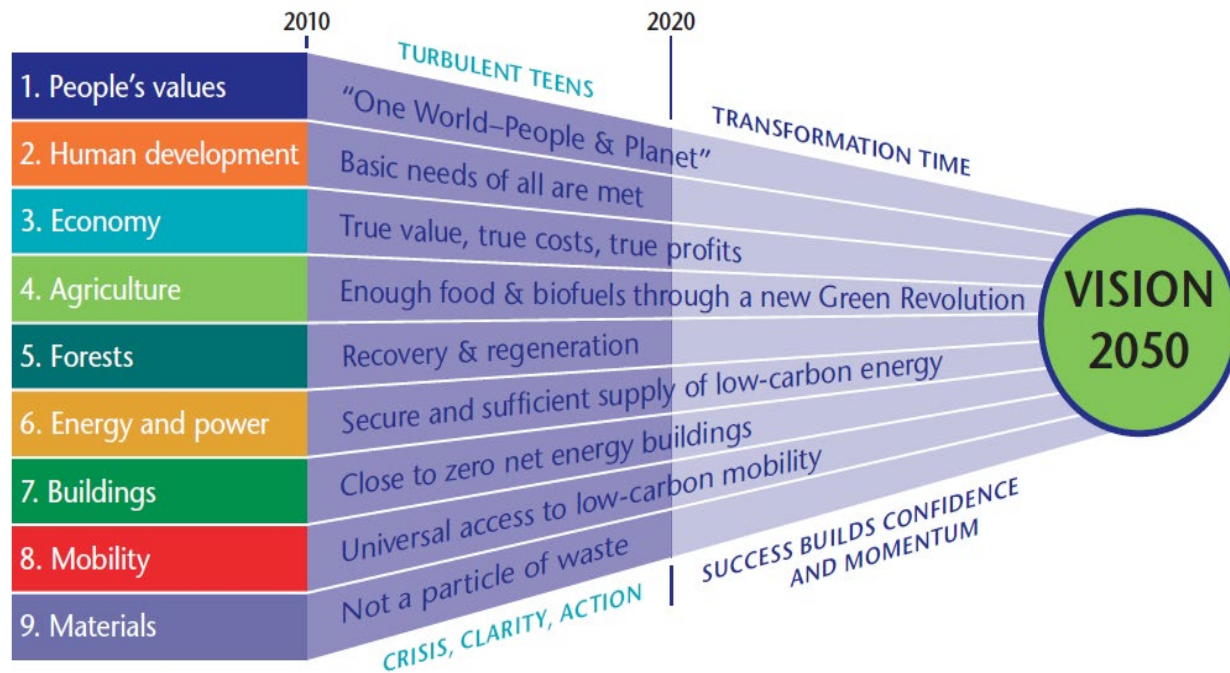 2010
2020
TURBULENT TEENS
TRANSFORMATION TIME
1. People’s values
“One World–People & Planet”
2. Human development
Basic needs of all are met
3. Economy
True value, true costs, true profits
4. Agriculture
Enough food & biofuels through a new Green Revolution
5. Forests
Recovery & regeneration
6. Energy and power
Secure and sufficient supply of low-carbon energy
7. Buildings
Close to zero net energy buildings
8. Mobility
Universal access to low-carbon mobility
9. Materials
Not a particle of waste
VISION
2050
CRISIS, CLARITY, ACTION
SUCCESS BUILDS CONFIDENCE
AND MOMENTUM